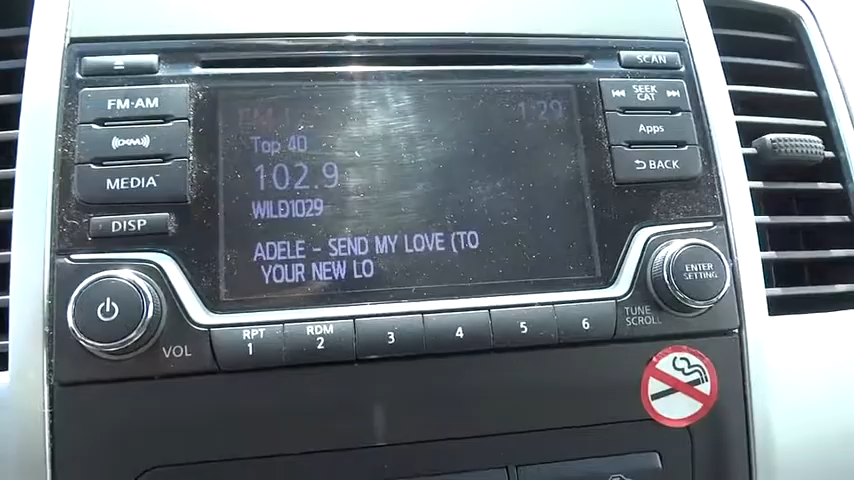 SCAN
FM·AM
SEEK
CAT
FM
1:29
Top 40
Apps
102.9
MEDIA
BACK
WILD1029
DISP
ADELE - SEND MY LOVE (TO
YOUR NEW LO
ENTER
SETTING
VOL
RPT
1
RDM
2
3
4
5
6
TUNE
SCROLL